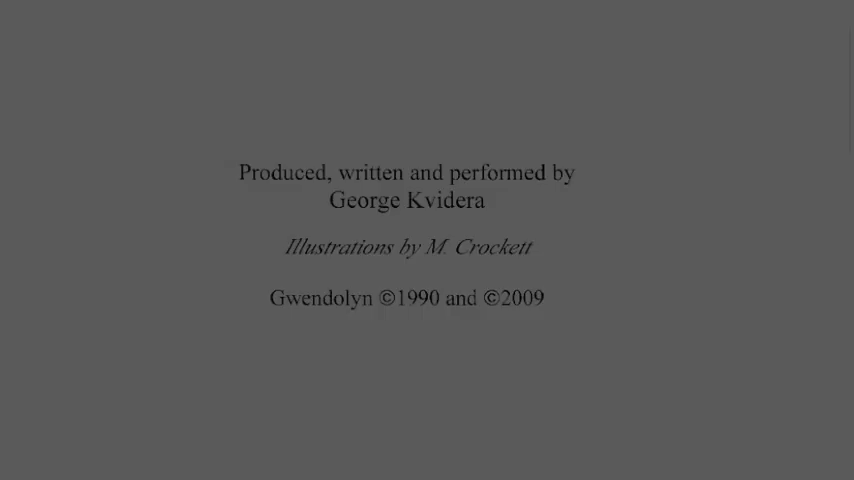 Produced, written and performed by
George Kvidera
Illustrations by M. Crockett
Gwendolyn ©1990 and ©2009